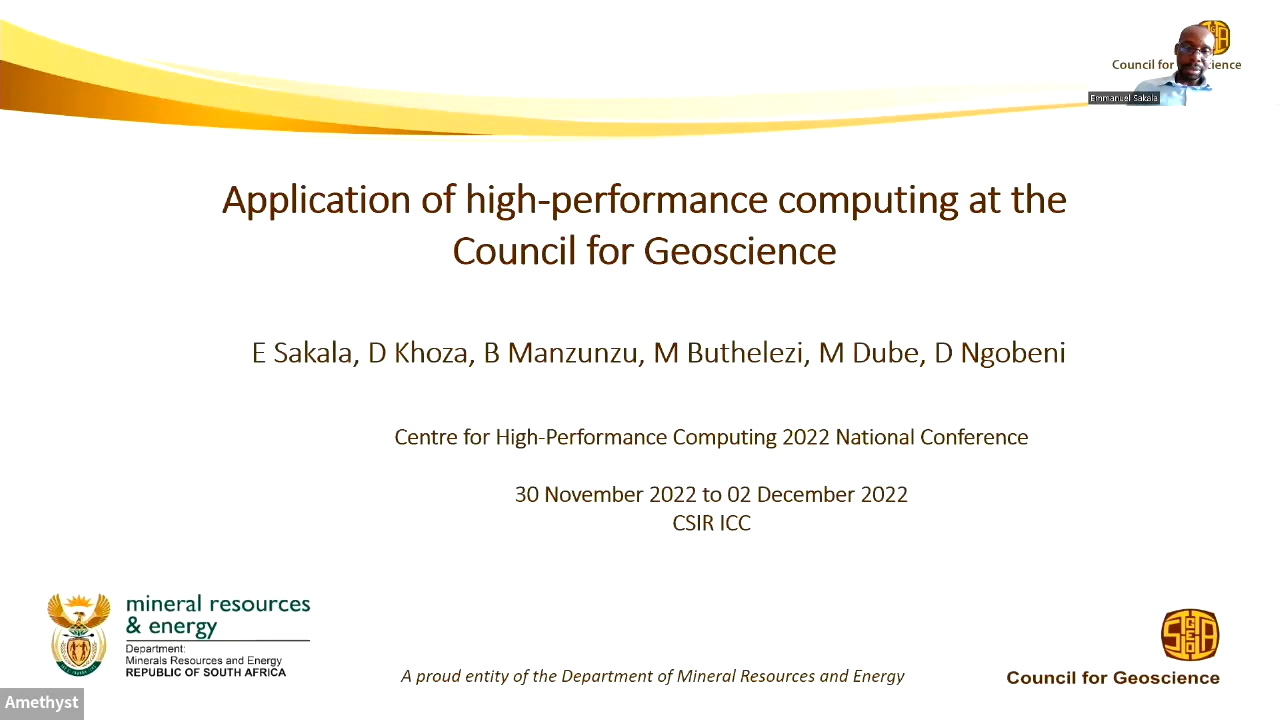 Council for
cience
Emmanuel Sakala
Application of high-performance computing at the
Council for Geoscience
E Sakala, D Khoza, B Manzunzu, M Buthelezi, M Dube, D Ngobeni
Centre for High-Performance Computing 2022 National Conference
30 November 2022 to 02 December 2022
CSIR ICC
mineral resources
& energy
Department:
Minerals Resources and Energy
REPUBLIC OF SOUTH AFRICA
A proud entity of the Department of Mineral Resources and Energy
Council for Geoscience
Amethyst